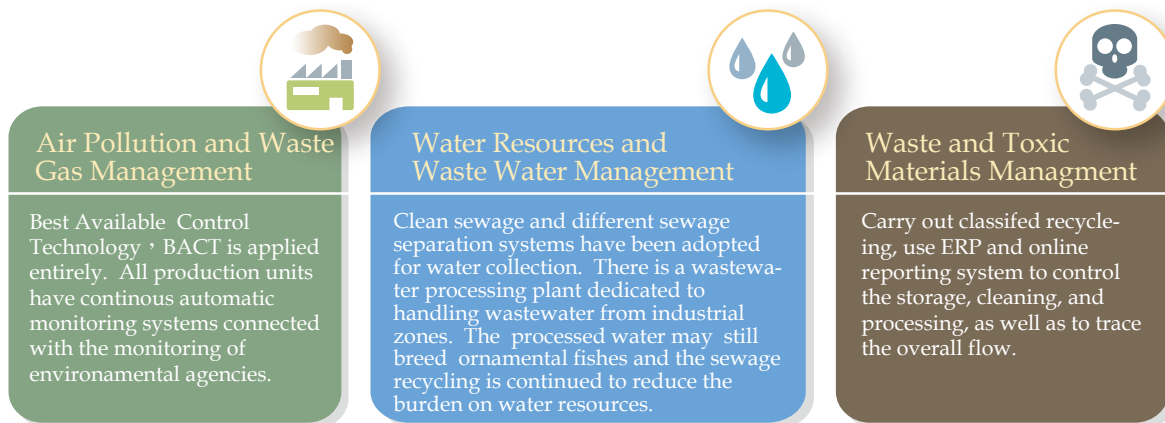 Air Pollution and Waste
Gas Management
Best Available  Control
Technology，BACT is applied
entirely.  All production units
have continous automatic
monitoring systems connected
with the monitoring of
environamental agencies.
Water Resources and
Waste Water Management
Clean sewage and different sewage
separation systems have been adopted
for water collection.  There is a wastewa-
ter processing plant dedicated to
handling wastewater from industrial
zones.  The  processed water may  still
breed  ornamental fishes and the sewage
recycling is continued to reduce the
burden on water resources.
Waste and Toxic
Materials Managment
Carry out classifed recycle-
ing, use ERP and online
reporting system to control
the storage, cleaning, and
processing, as well as to trace
the overall flow.